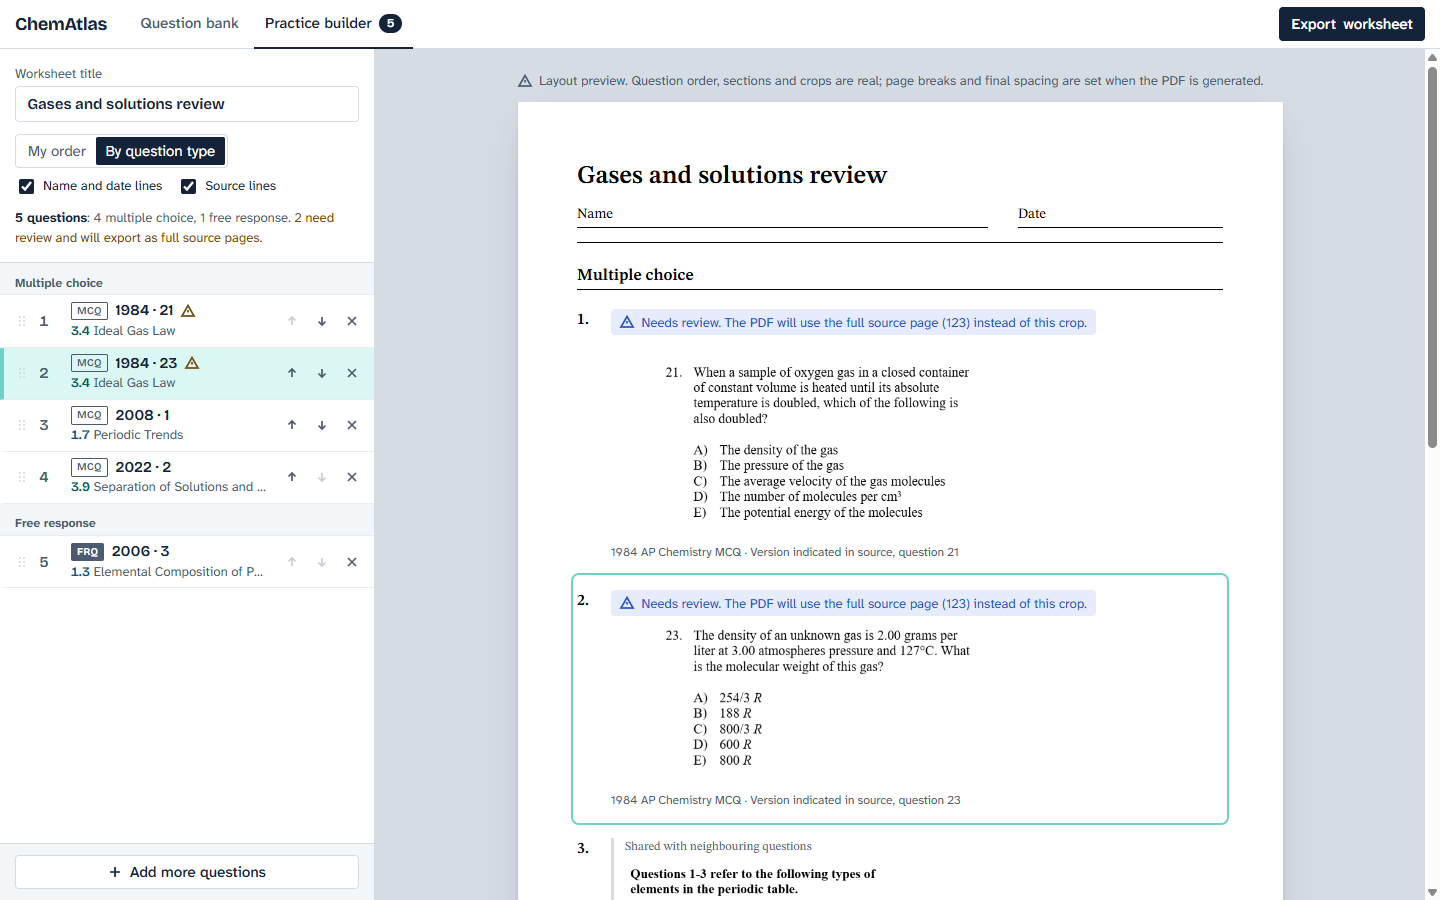 ChemAtlas
Question bank
Practice builder 5
Export worksheet
Worksheet title
Gases and solutions review
My order
By question type
Name and date lines
Source lines
5 questions: 4 multiple choice, 1 free response. 2 need
review and will export as full source pages.
Multiple choice
1
MCQ 1984 · 21
3.4 Ideal Gas Law
2
MCQ 1984 · 23
3.4 Ideal Gas Law
3
MCQ 2008 · 1
1.7 Periodic Trends
4
MCQ 2022 · 2
3.9 Separation of Solutions and ...
Free response
5
FRQ 2006 · 3
1.3 Elemental Composition of P...
+ Add more questions
Layout preview. Question order, sections and crops are real; page breaks and final spacing are set when the PDF is generated.
Gases and solutions review
Name
Date
Multiple choice
1.
Needs review. The PDF will use the full source page (123) instead of this crop.
21. When a sample of oxygen gas in a closed container
of constant volume is heated until its absolute
temperature is doubled, which of the following is
also doubled?
A) The density of the gas
B) The pressure of the gas
C) The average velocity of the gas molecules
D) The number of molecules per cm³
E) The potential energy of the molecules
1984 AP Chemistry MCQ · Version indicated in source, question 21
2.
Needs review. The PDF will use the full source page (123) instead of this crop.
23. The density of an unknown gas is 2.00 grams per
liter at 3.00 atmospheres pressure and 127°C. What
is the molecular weight of this gas?
A) 254/3 R
B) 188 R
C) 800/3 R
D) 600 R
E) 800 R
1984 AP Chemistry MCQ · Version indicated in source, question 23
3.
Shared with neighbouring questions
Questions 1-3 refer to the following types of
elements in the periodic table.